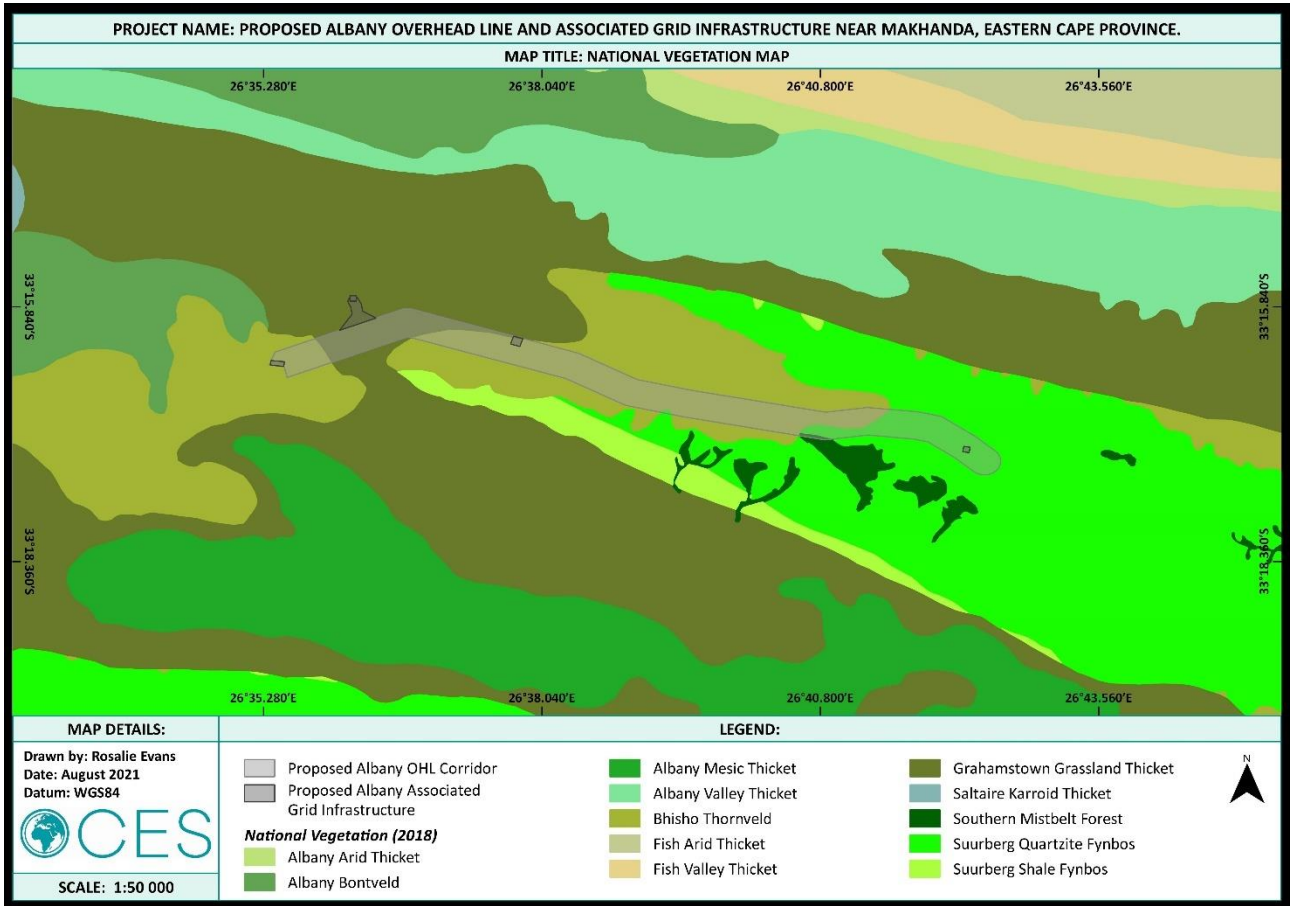 PROJECT NAME: PROPOSED ALBANY OVERHEAD LINE AND ASSOCIATED GRID INFRASTRUCTURE NEAR MAKHANDA, EASTERN CAPE PROVINCE.
MAP TITLE: NATIONAL VEGETATION MAP
26°35.280'E
26°38.040'E
26°40.800'E
26°43.560'E
33°15.840'S
33°15.840'S
33°18.360'S
33°18.360'S
26°35.280'E
26°38.040'E
26°40.800'E
26°43.560'E
MAP DETAILS:
Drawn by: Rosalie Evans
Date: August 2021
Datum: WGS84
CES
SCALE: 1:50 000
LEGEND:
Proposed Albany OHL Corridor
Proposed Albany Associated
Grid Infrastructure
National Vegetation (2018)
Albany Arid Thicket
Albany Bontveld
Albany Mesic Thicket
Albany Valley Thicket
Bhisho Thornveld
Fish Arid Thicket
Fish Valley Thicket
Grahamstown Grassland Thicket
Saltaire Karroid Thicket
Southern Mistbelt Forest
Suurberg Quartzite Fynbos
Suurberg Shale Fynbos
N